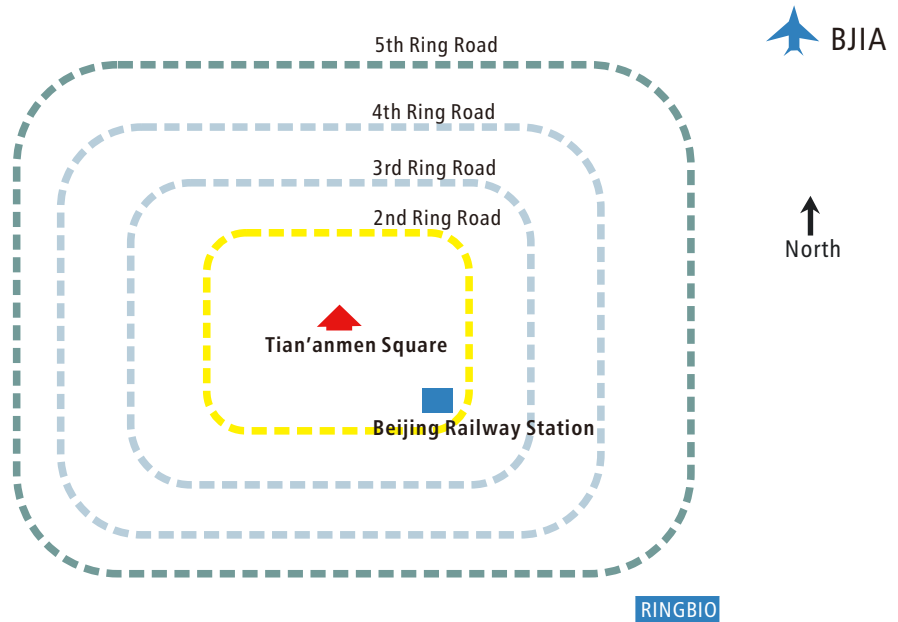 5th Ring Road
BJIA
4th Ring Road
3rd Ring Road
2nd Ring Road
North
Tian’anmen Square
Beijing Railway Station
RINGBIO